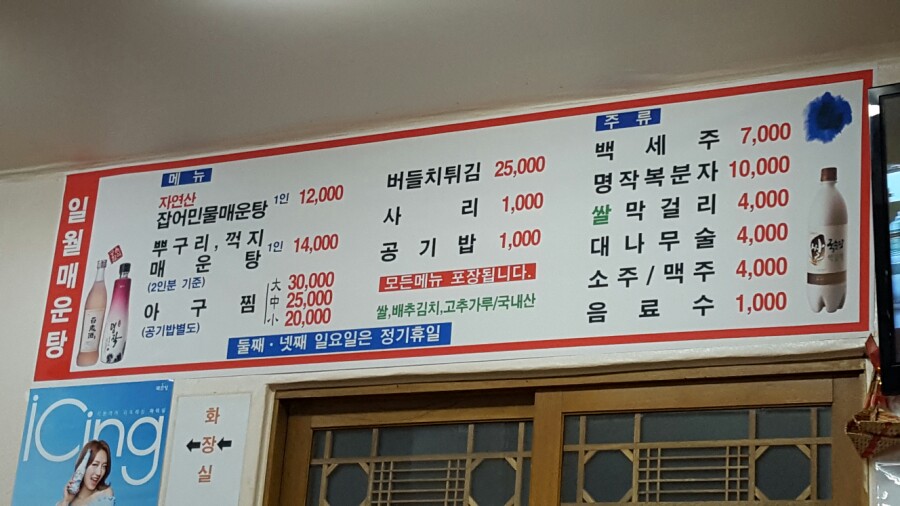 일월매운탕
메뉴
자연산
잡어민물매운탕 1인 12,000
뿌구리, 꺽지
매운탕 1인 14,000
(2인분 기준)
아구찜 大 30,000
中 25,000
小 20,000
(공기밥별도)
버들치튀김 25,000
사리 1,000
공기밥 1,000
모든메뉴 포장됩니다.
쌀,배추김치,고추가루/국내산
둘째·넷째 일요일은 정기휴일
주류
백세주 7,000
명작복분자 10,000
쌀막걸리 4,000
대나무술 4,000
소주/맥주 4,000
음료수 1,000
쌀
iCing
화장실